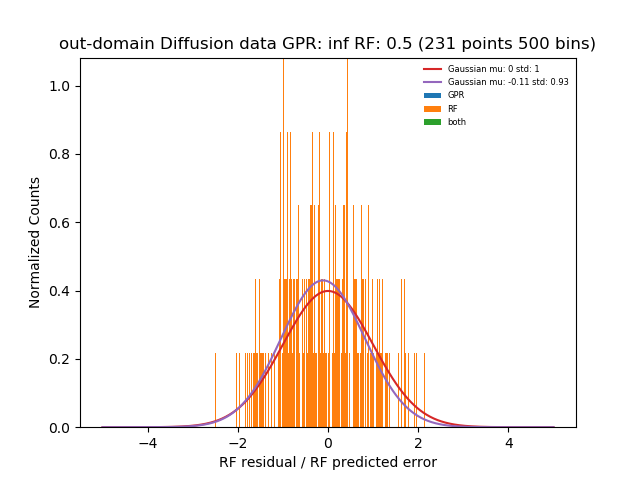 out-domain Diffusion data GPR: inf RF: 0.5 (231 points 500 bins)
Gaussian mu: 0 std: 1
Gaussian mu: -0.11 std: 0.93
GPR
RF
both
Normalized Counts
1.0
0.8
0.6
0.4
0.2
0.0
−4 −2 0 2 4
RF residual / RF predicted error